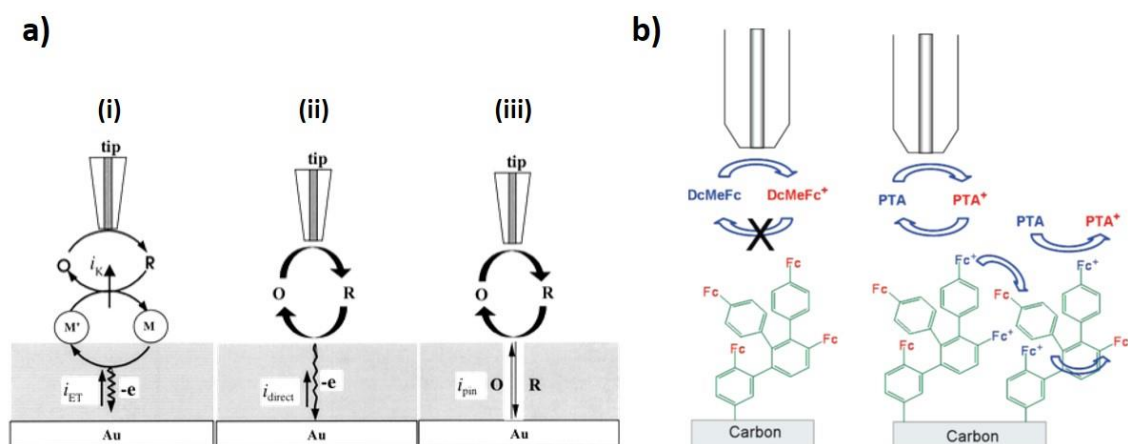 a)
(i) (ii) (iii)
tip tip tip
O iK R
M' M
iET -e
Au
O R
idirect -e
Au
O R
ipin O R
Au
b)
DcMeFc DcMeFc+
X
Fc
Fc
Fc
Fc
Carbon
PTA PTA+
PTA PTA+
Fc+
Fc+
Fc
Fc
Fc+
Fc
Fc+
Fc
Carbon